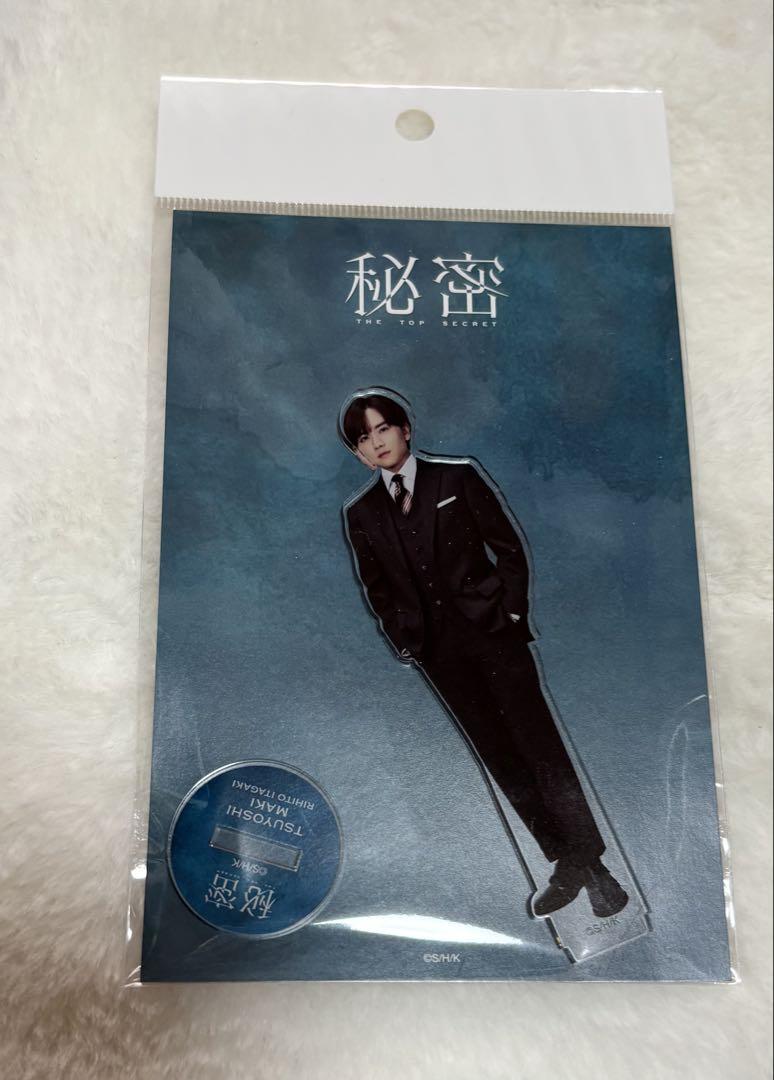 秘密
THE TOP SECRET
TSUYOSHI
MAKI
RIHITO ITAGAKI
©S/H/K
秘密
©S/H/K
©S/H/K